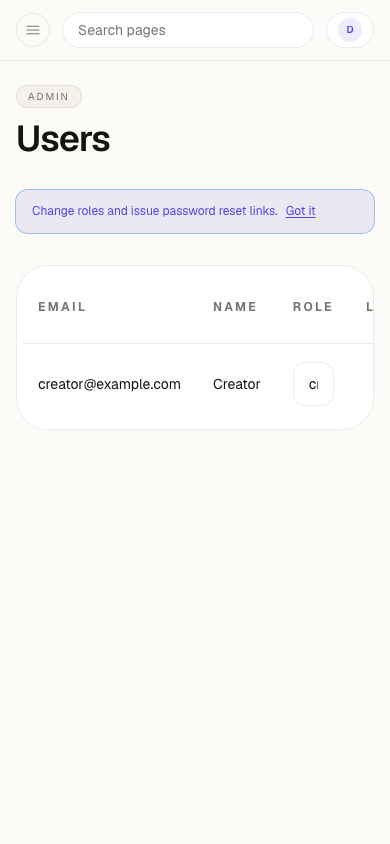 Search pages
D
ADMIN
Users
Change roles and issue password reset links. Got it
EMAIL NAME ROLE L
creator@example.com Creator